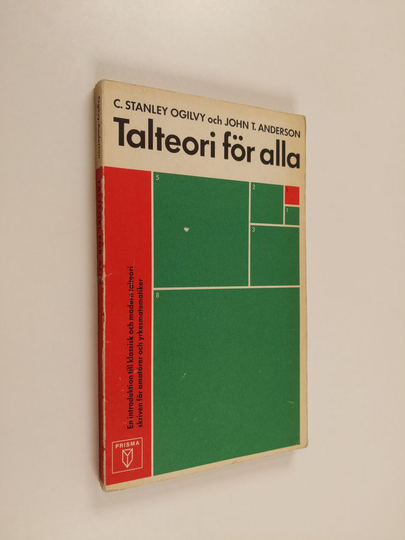 C. STANLEY OGILVY och JOHN T. ANDERSON
Talteori för alla
5
2
1
3
8
En introduktion till klassisk och modern talteori
skriven för amatörer och yrkesmatematiker
PRISMA